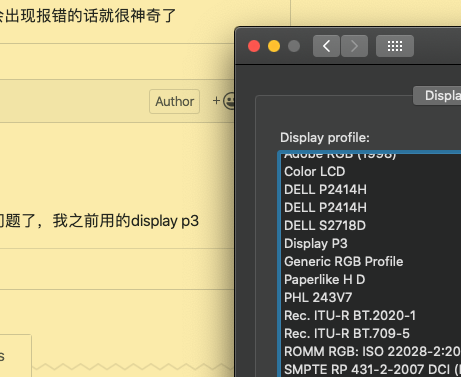 会出现报错的话就很神奇了
Author
Displa
Display profile:
Adobe RGB (1998)
Color LCD
DELL P2414H
DELL P2414H
DELL S2718D
问题了，我之前用的display p3
Display P3
Generic RGB Profile
Paperlike H D
PHL 243V7
Rec. ITU-R BT.2020-1
Rec. ITU-R BT.709-5
s
ROMM RGB: ISO 22028-2:20
SMPTE RP 431-2-2007 DCI (